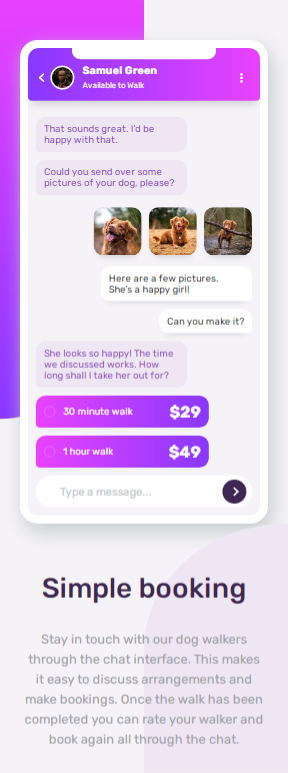 Samuel Green
Available to Walk
That sounds great. I'd be
happy with that.
Could you send over some
pictures of your dog, please?
Here are a few pictures.
She's a happy girl!
Can you make it?
She looks so happy! The time
we discussed works. How
long shall I take her out for?
30 minute walk $29
1 hour walk $49
Type a message...
Simple booking
Stay in touch with our dog walkers
through the chat interface. This makes
it easy to discuss arrangements and
make bookings. Once the walk has been
completed you can rate your walker and
book again all through the chat.